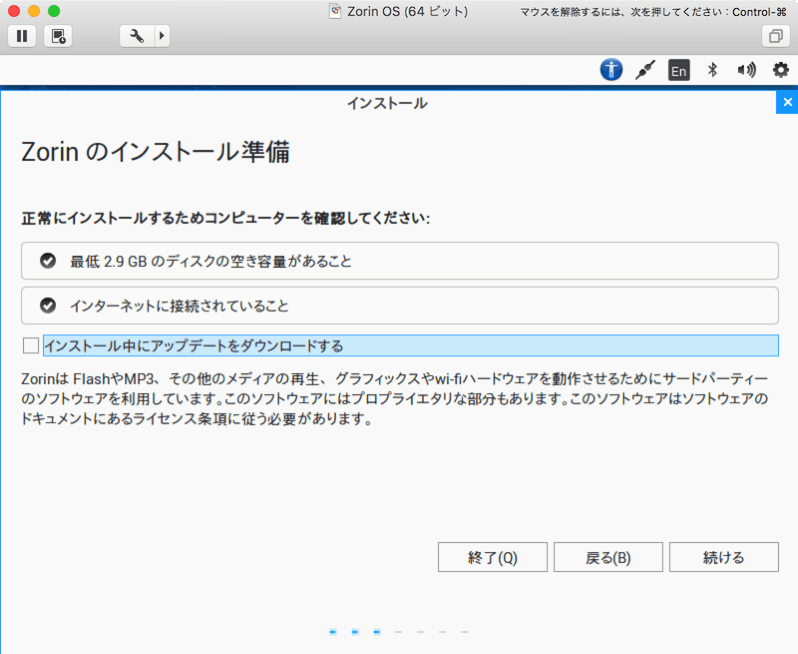 Zorin OS (64 ビット)
マウスを解除するには、次を押してください：Control-⌘
En
インストール
Zorin のインストール準備
正常にインストールするためコンピューターを確認してください:
最低 2.9 GB のディスクの空き容量があること
インターネットに接続されていること
インストール中にアップデートをダウンロードする
Zorinは FlashやMP3、その他のメディアの再生、グラフィックスやwi-fiハードウェアを動作させるためにサードパーティー
のソフトウェアを利用しています。このソフトウェアにはプロプライエタリな部分もあります。このソフトウェアはソフトウェアの
ドキュメントにあるライセンス条項に従う必要があります。
終了(Q)
戻る(B)
続ける